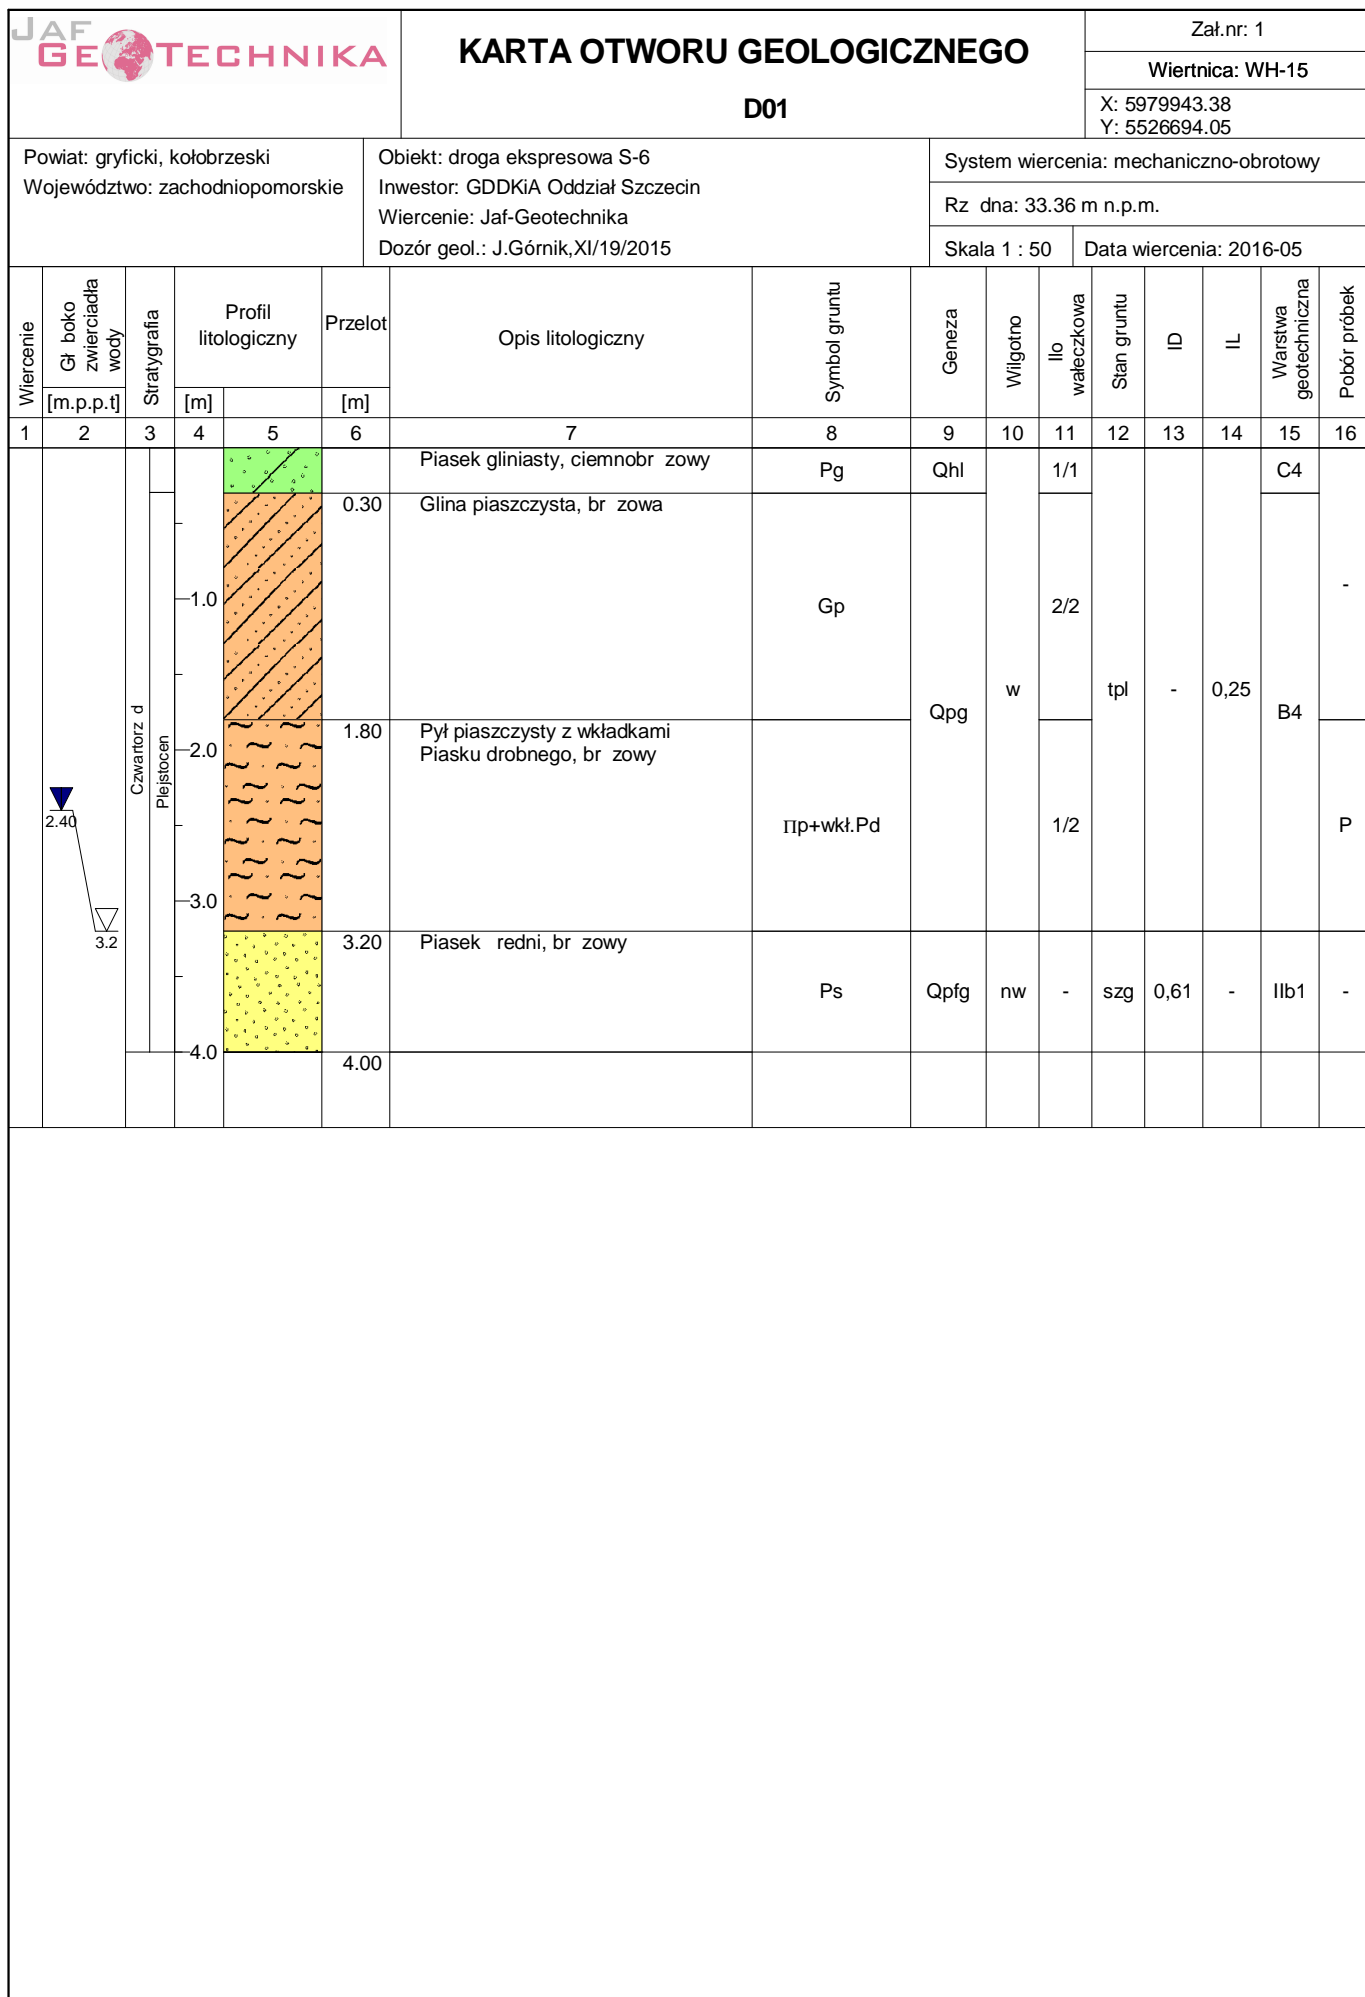 JAF
GEOTECHNIKA
KARTA OTWORU GEOLOGICZNEGO
D01
Zał.nr: 1
Wiertnica: WH-15
X: 5979943.38
Y: 5526694.05
Powiat: gryficki, kołobrzeski
Województwo: zachodniopomorskie
Obiekt: droga ekspresowa S-6
Inwestor: GDDKiA Oddział Szczecin
Wiercenie: Jaf-Geotechnika
Dozór geol.: J.Górnik,XI/19/2015
System wiercenia: mechaniczno-obrotowy
Rz dna: 33.36 m n.p.m.
Skala 1 : 50
Data wiercenia: 2016-05
Wiercenie
Gł boko
zwierciadła
wody
[m.p.p.t]
Stratygrafia
Profil
litologiczny
[m]
Przelot
[m]
Opis litologiczny
Symbol gruntu
Geneza
Wilgotno
Ilo
wałeczkowa
Stan gruntu
ID
IL
Warstwa
geotechniczna
Pobór próbek
1 2 3 4 5 6 7 8 9 10 11 12 13 14 15 16
Piasek gliniasty, ciemnobr zowy
Pg Qhl 1/1 C4
0.30 Glina piaszczysta, br zowa
-
1.0
Gp 2/2
w tpl - 0,25
Qpg B4
Czwartorz d
Plejstocen
1.80 Pył piaszczysty z wkładkami
Piasku drobnego, br zowy
2.0
2.40
Πp+wkł.Pd 1/2 P
3.0
3.2
3.20 Piasek redni, br zowy
Ps Qpfg nw - szg 0,61 - IIb1 -
4.0
4.00